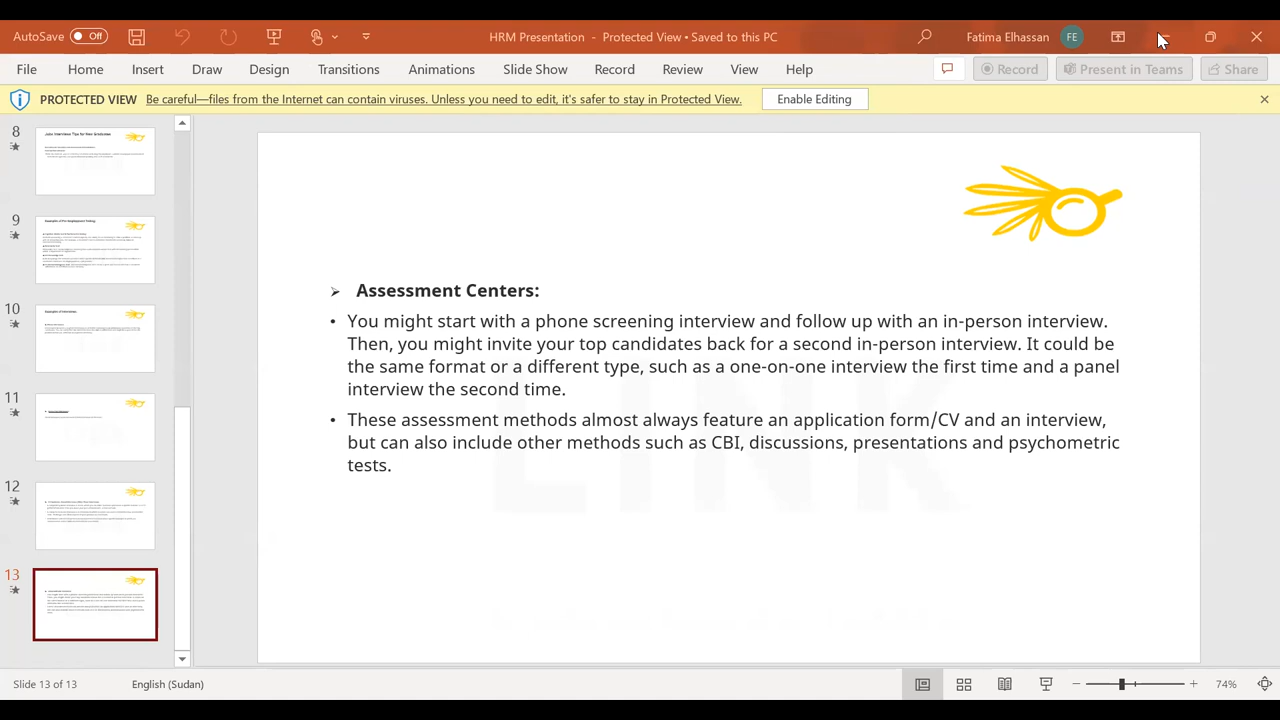 AutoSave Off
HRM Presentation - Protected View • Saved to this PC
Fatima Elhassan FE
File Home Insert Draw Design Transitions Animations Slide Show Record Review View Help
Record Present in Teams Share
PROTECTED VIEW Be careful—files from the Internet can contain viruses. Unless you need to edit, it's safer to stay in Protected View. Enable Editing
8
Jobs Interviews Tips for New Graduates
9
10
11
12
13
➢ Assessment Centers:
• You might start with a phone screening interview and follow up with an in-person interview.
Then, you might invite your top candidates back for a second in-person interview. It could be
the same format or a different type, such as a one-on-one interview the first time and a panel
interview the second time.
• These assessment methods almost always feature an application form/CV and an interview,
but can also include other methods such as CBI, discussions, presentations and psychometric
tests.
LINK
Slide 13 of 13 English (Sudan) 74%